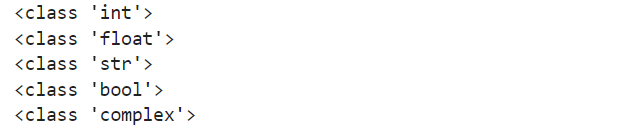 <class 'int'>
<class 'float'>
<class 'str'>
<class 'bool'>
<class 'complex'>